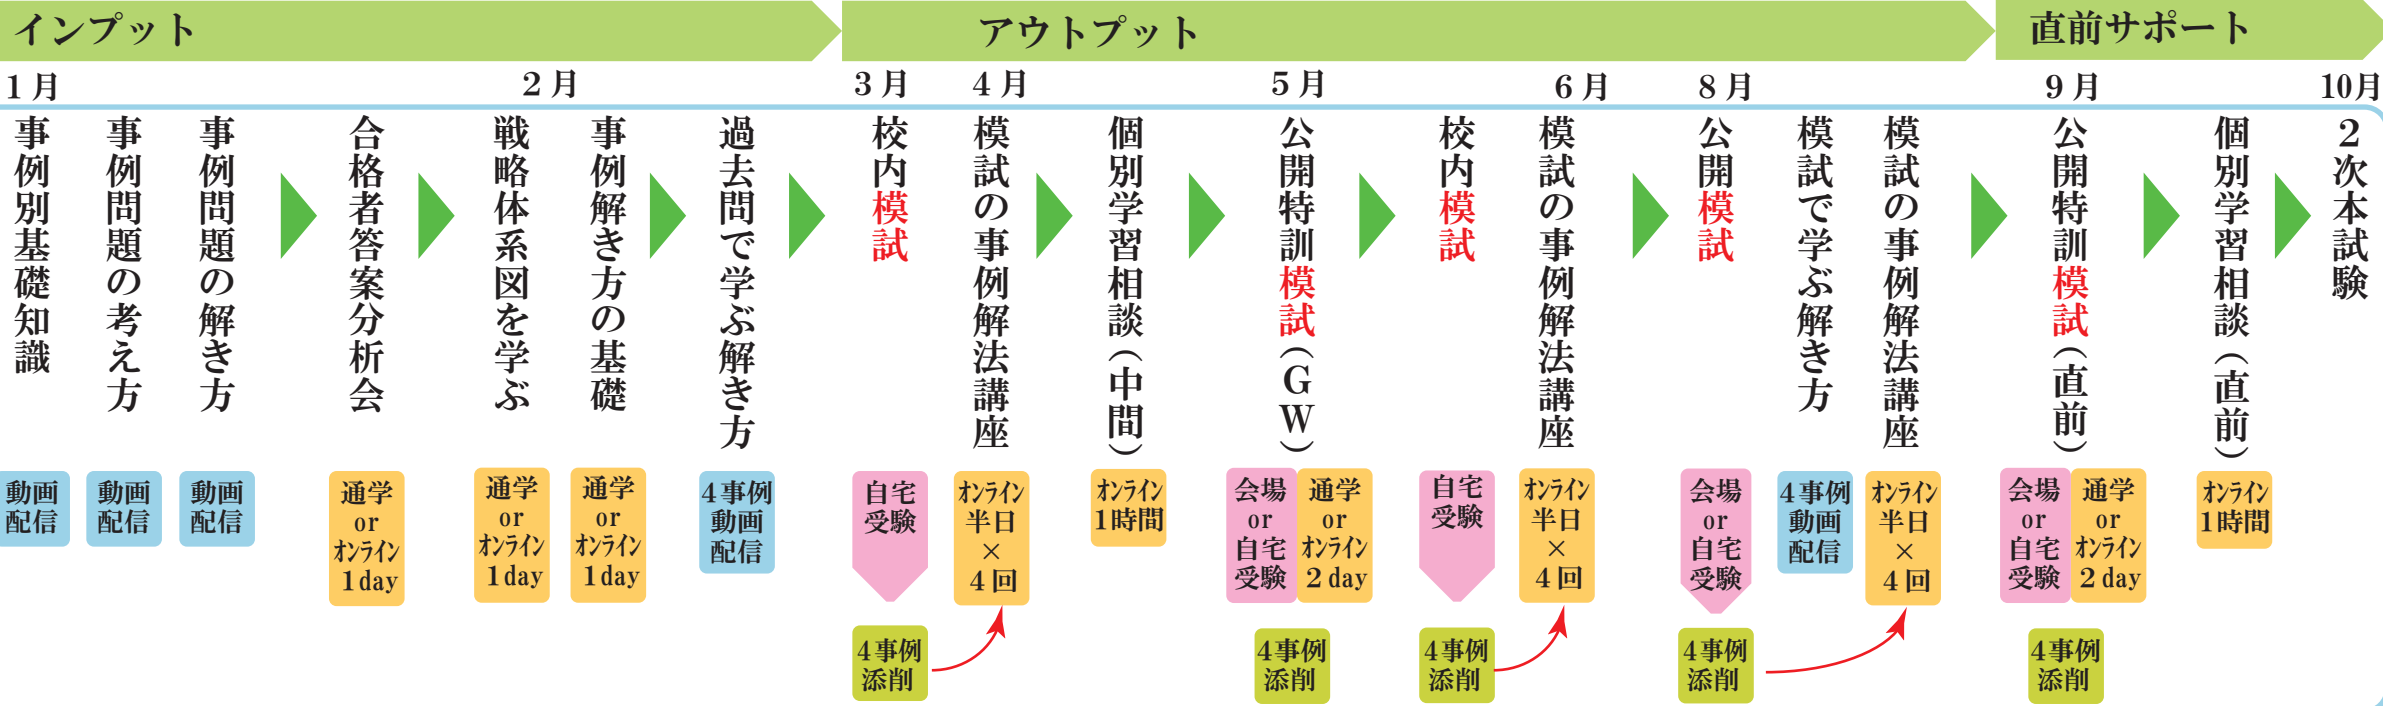 インプット
アウトプット
直前サポート
1月
2月
3月
4月
5月
6月
8月
9月
10月
事例別基礎知識
事例問題の考え方
事例問題の解き方
合格者答案分析会
戦略体系図を学ぶ
事例解き方の基礎
過去問で学ぶ解き方
校内模試
模試の事例解法講座
個別学習相談(中間)
公開特訓模試(GW)
校内模試
模試の事例解法講座
公開模試
模試で学ぶ解き方
模試の事例解法講座
公開特訓模試(直前)
個別学習相談(直前)
2次本試験
動画
配信
動画
配信
動画
配信
通学
or
オンライン
1day
通学
or
オンライン
1day
通学
or
オンライン
1day
4事例
動画
配信
自宅
受験
オンライン
半日
×
4回
オンライン
1時間
会場
or
自宅
受験
通学
or
オンライン
2day
自宅
受験
オンライン
半日
×
4回
会場
or
自宅
受験
4事例
動画
配信
オンライン
半日
×
4回
会場
or
自宅
受験
通学
or
オンライン
2day
オンライン
1時間
4事例
添削
4事例
添削
4事例
添削
4事例
添削
4事例
添削